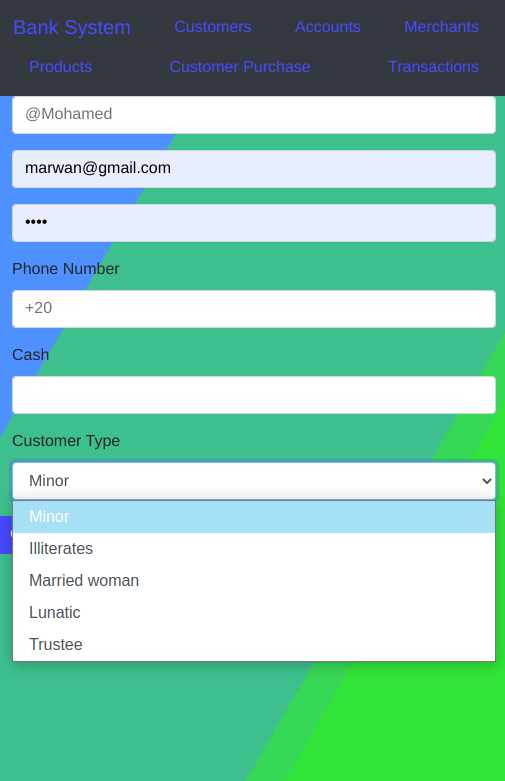 Bank System Customers Accounts Merchants
Products Customer Purchase Transactions
@Mohamed
marwan@gmail.com
••••
Phone Number
+20
Cash
Customer Type
Minor
Minor
Illiterates
Married woman
Lunatic
Trustee